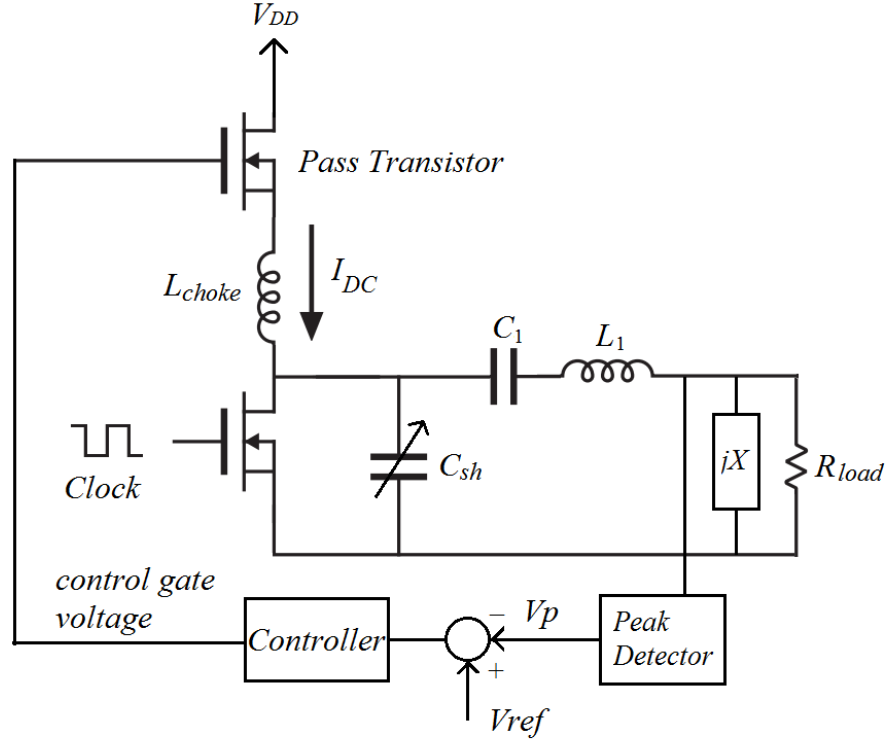 V_DD
Pass Transistor
L_choke
I_DC
C_1
L_1
Clock
C_sh
jX
R_load
control gate
voltage
Controller
−
+
Vp
Peak
Detector
Vref